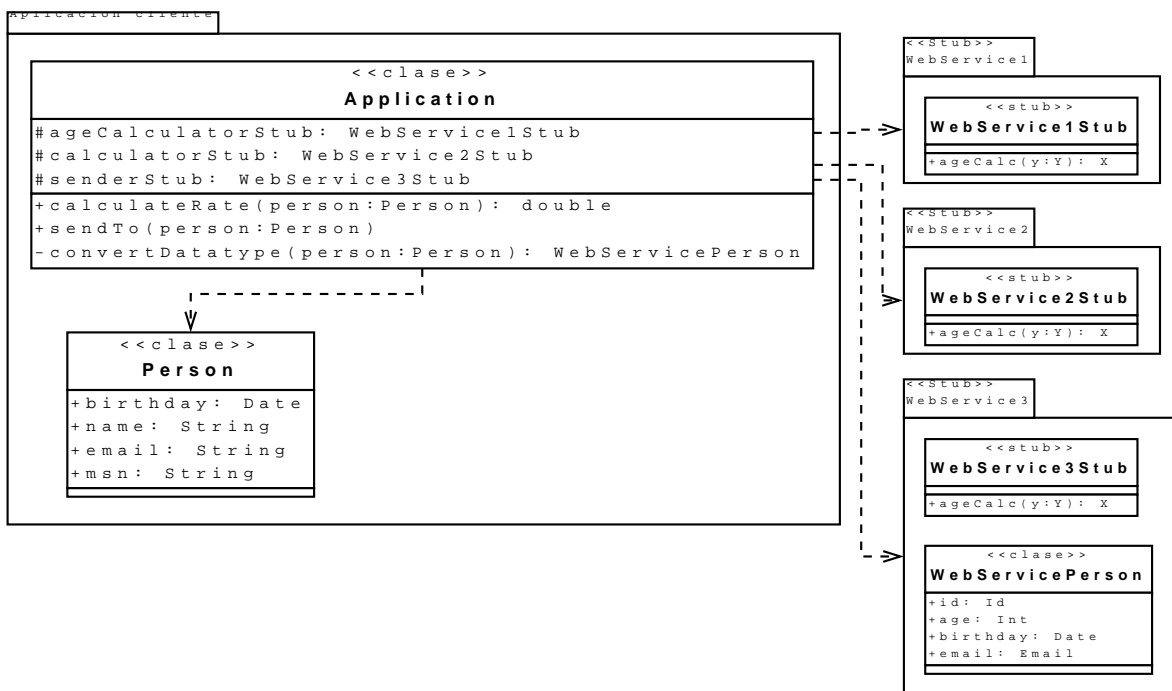 Aplicacion cliente
<<clase>>
Application
#ageCalculatorStub: WebService1Stub
#calculatorStub: WebService2Stub
#senderStub: WebService3Stub
+calculateRate(person:Person): double
+sendTo(person:Person)
-convertDatatype(person:Person): WebServicePerson
<<clase>>
Person
+birthday: Date
+name: String
+email: String
+msn: String
<<Stub>>
WebService1
<<stub>>
WebService1Stub
+ageCalc(y:Y): X
<<Stub>>
WebService2
<<stub>>
WebService2Stub
+ageCalc(y:Y): X
<<Stub>>
WebService3
<<stub>>
WebService3Stub
+ageCalc(y:Y): X
<<clase>>
WebServicePerson
+id: Id
+age: Int
+birthday: Date
+email: Email